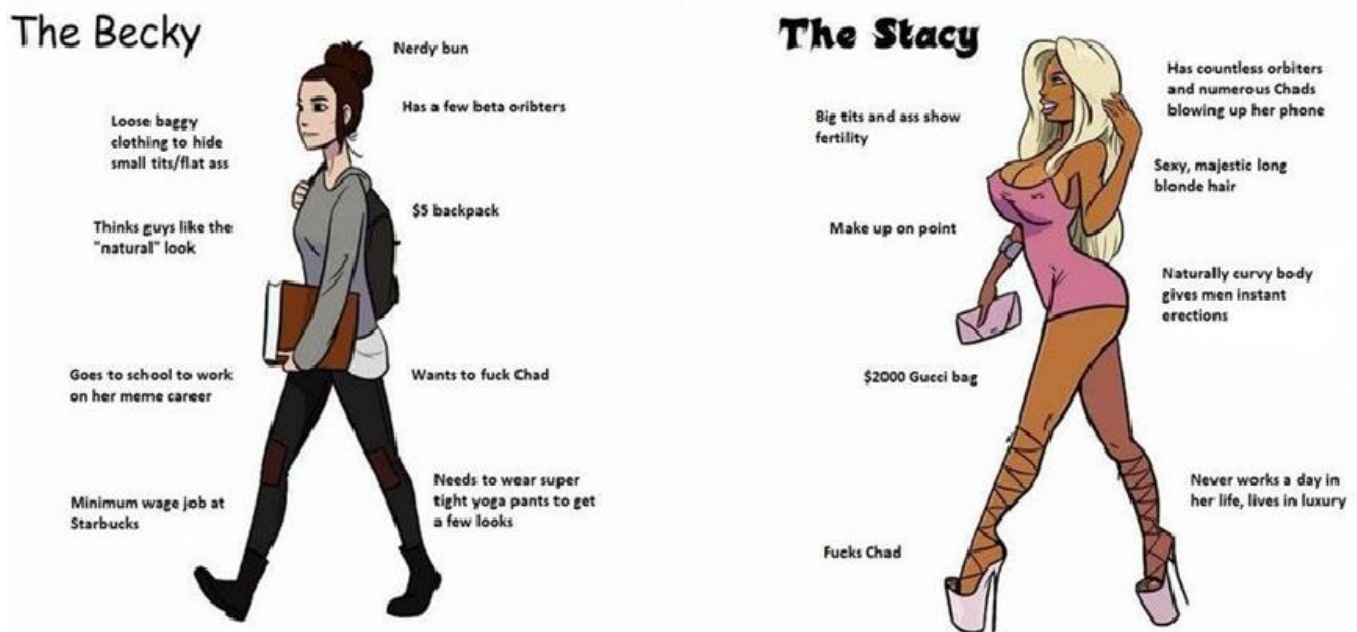 The Becky
Nerdy bun
Has a few beta oribters
Loose baggy
clothing to hide
small tits/flat ass
$5 backpack
Thinks guys like the
"natural" look
Goes to school to work
on her meme career
Wants to fuck Chad
Needs to wear super
tight yoga pants to get
a few looks
Minimum wage job at
Starbucks
The Stacy
Has countless orbiters
and numerous Chads
blowing up her phone
Big tits and ass show
fertility
Sexy, majestic long
blonde hair
Make up on point
Naturally curvy body
gives men instant
erections
$2000 Gucci bag
Never works a day in
her life, lives in luxury
Fucks Chad